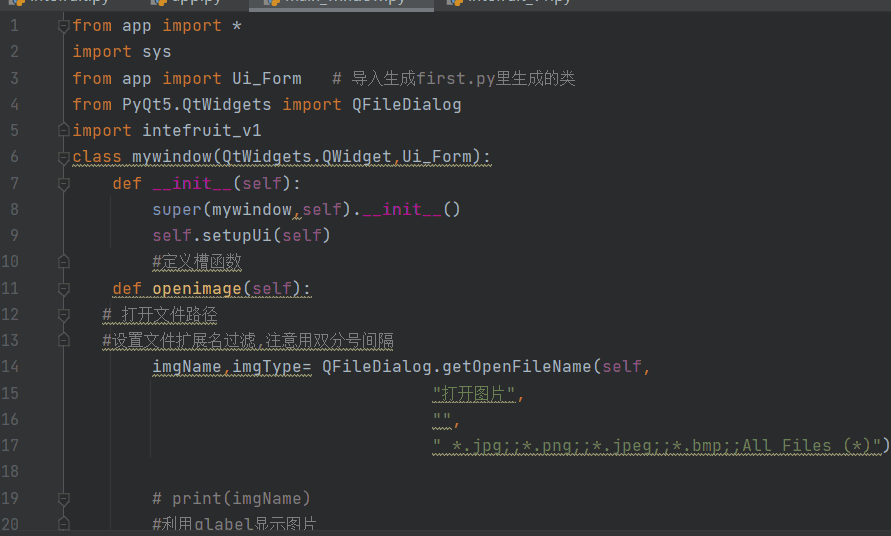 app.py
main_window.py
intefruit_v1.py
1 from app import *
2 import sys
3 from app import Ui_Form # 导入生成first.py里生成的类
4 from PyQt5.QtWidgets import QFileDialog
5 import intefruit_v1
6 class mywindow(QtWidgets.QWidget,Ui_Form):
7 def __init__(self):
8 super(mywindow,self).__init__()
9 self.setupUi(self)
10 #定义槽函数
11 def openimage(self):
12 # 打开文件路径
13 #设置文件扩展名过滤,注意用双分号间隔
14 imgName,imgType= QFileDialog.getOpenFileName(self,
15 "打开图片",
16 "",
17 " *.jpg;;*.png;;*.jpeg;;*.bmp;;All Files (*)")
18
19 # print(imgName)
20 #利用qlabel显示图片